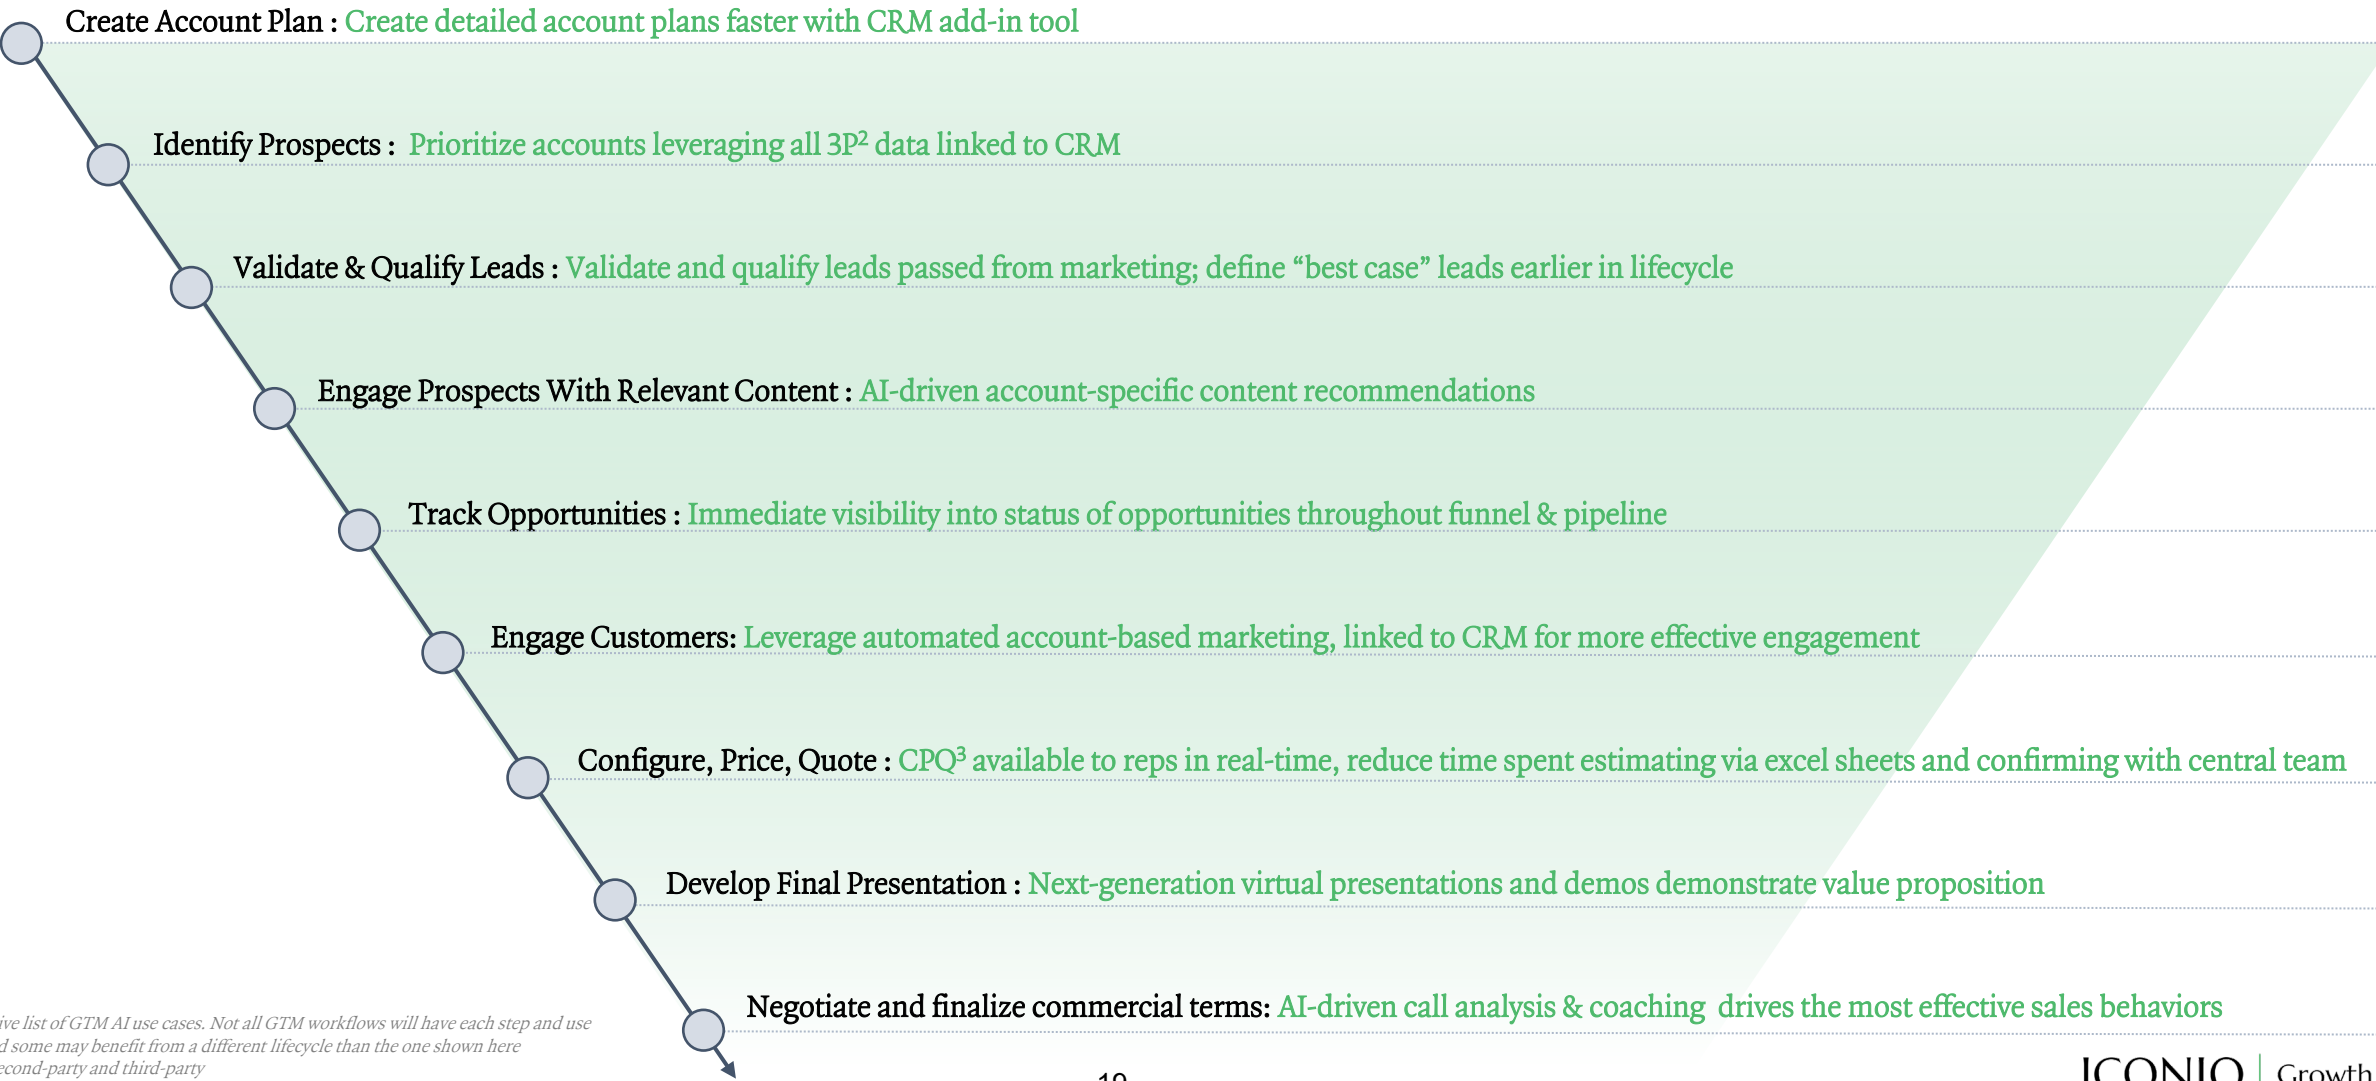 Create Account Plan : Create detailed account plans faster with CRM add-in tool
Identify Prospects : Prioritize accounts leveraging all 3P² data linked to CRM
Validate & Qualify Leads : Validate and qualify leads passed from marketing; define “best case” leads earlier in lifecycle
Engage Prospects With Relevant Content : AI-driven account-specific content recommendations
Track Opportunities : Immediate visibility into status of opportunities throughout funnel & pipeline
Engage Customers: Leverage automated account-based marketing, linked to CRM for more effective engagement
Configure, Price, Quote : CPQ³ available to reps in real-time, reduce time spent estimating via excel sheets and confirming with central team
Develop Final Presentation : Next-generation virtual presentations and demos demonstrate value proposition
Negotiate and finalize commercial terms: AI-driven call analysis & coaching drives the most effective sales behaviors
list of GTM AI use cases. Not all GTM workflows will have each step and use
some may benefit from a different lifecycle than the one shown here
second-party and third-party
ICONIQ | Growth